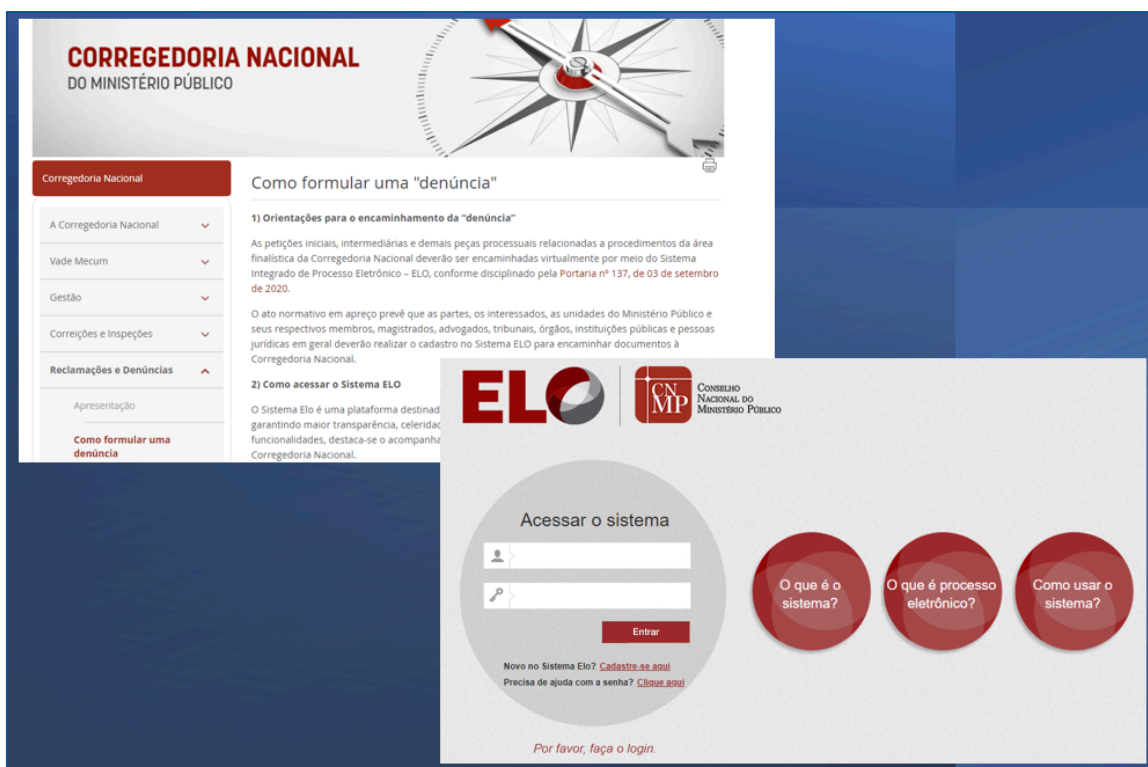 CORREGEDORIA NACIONAL
DO MINISTÉRIO PÚBLICO
Corregedoria Nacional
A Corregedoria Nacional
Vade Mecum
Gestão
Correições e Inspeções
Reclamações e Denúncias
Apresentação
Como formular uma
denúncia
Como formular uma "denúncia"
1) Orientações para o encaminhamento da "denúncia"
As petições iniciais, intermediárias e demais peças processuais relacionadas a procedimentos da área
finalística da Corregedoria Nacional deverão ser encaminhadas virtualmente por meio do Sistema
Integrado de Processo Eletrônico – ELO, conforme disciplinado pela Portaria nº 137, de 03 de setembro
de 2020.
O ato normativo em apreço prevê que as partes, os interessados, as unidades do Ministério Público e
seus respectivos membros, magistrados, advogados, tribunais, órgãos, instituições públicas e pessoas
jurídicas em geral deverão realizar o cadastro no Sistema ELO para encaminhar documentos à
Corregedoria Nacional.
2) Como acessar o Sistema ELO
O Sistema Elo é uma plataforma
garantindo maior transparência,
funcionalidades, destaca-se o
Corregedoria Nacional.
ELO
CN
MP
Conselho
Nacional do
Ministério Público
Acessar o sistema
Entrar
Novo no Sistema Elo? Cadastre-se aqui
Precisa de ajuda com a senha? Clique aqui
Por favor, faça o login.
O que é o
sistema?
O que é processo
eletrônico?
Como usar o
sistema?